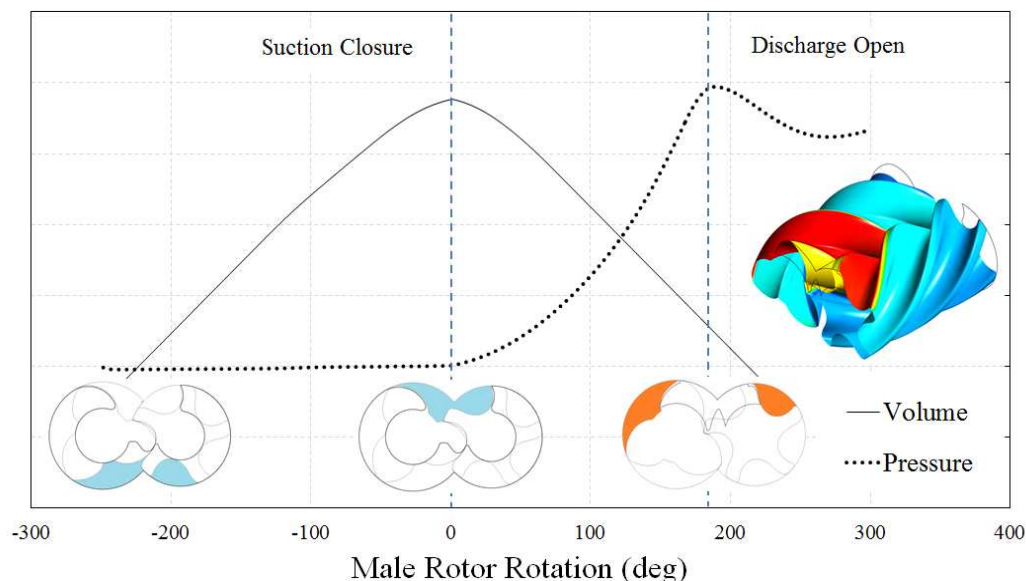 Suction Closure
Discharge Open
Volume
Pressure
-300 -200 -100 0 100 200 300 400
Male Rotor Rotation (deg)